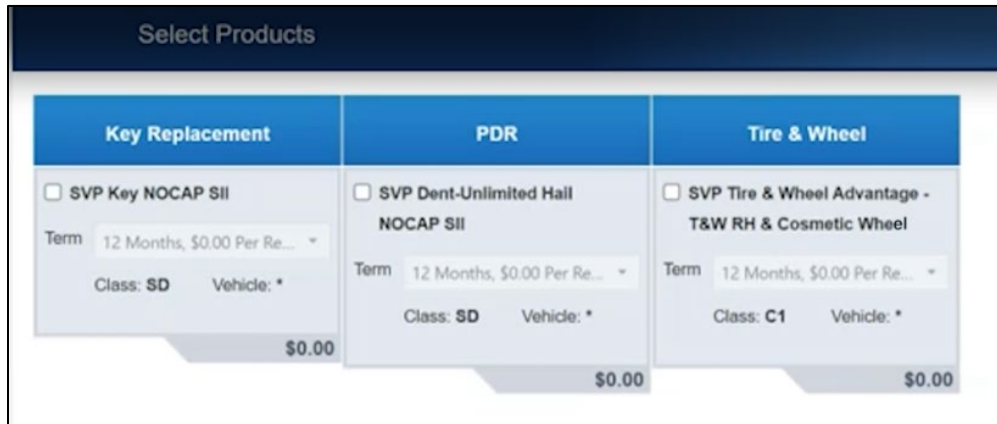 Select Products
Key Replacement
SVP Key NOCAP SII
Term 12 Months, $0.00 Per Re...
Class: SD Vehicle: *
$0.00
PDR
SVP Dent-Unlimited Hail
NOCAP SII
Term 12 Months, $0.00 Per Re...
Class: SD Vehicle: *
$0.00
Tire & Wheel
SVP Tire & Wheel Advantage -
T&W RH & Cosmetic Wheel
Term 12 Months, $0.00 Per Re...
Class: C1 Vehicle: *
$0.00